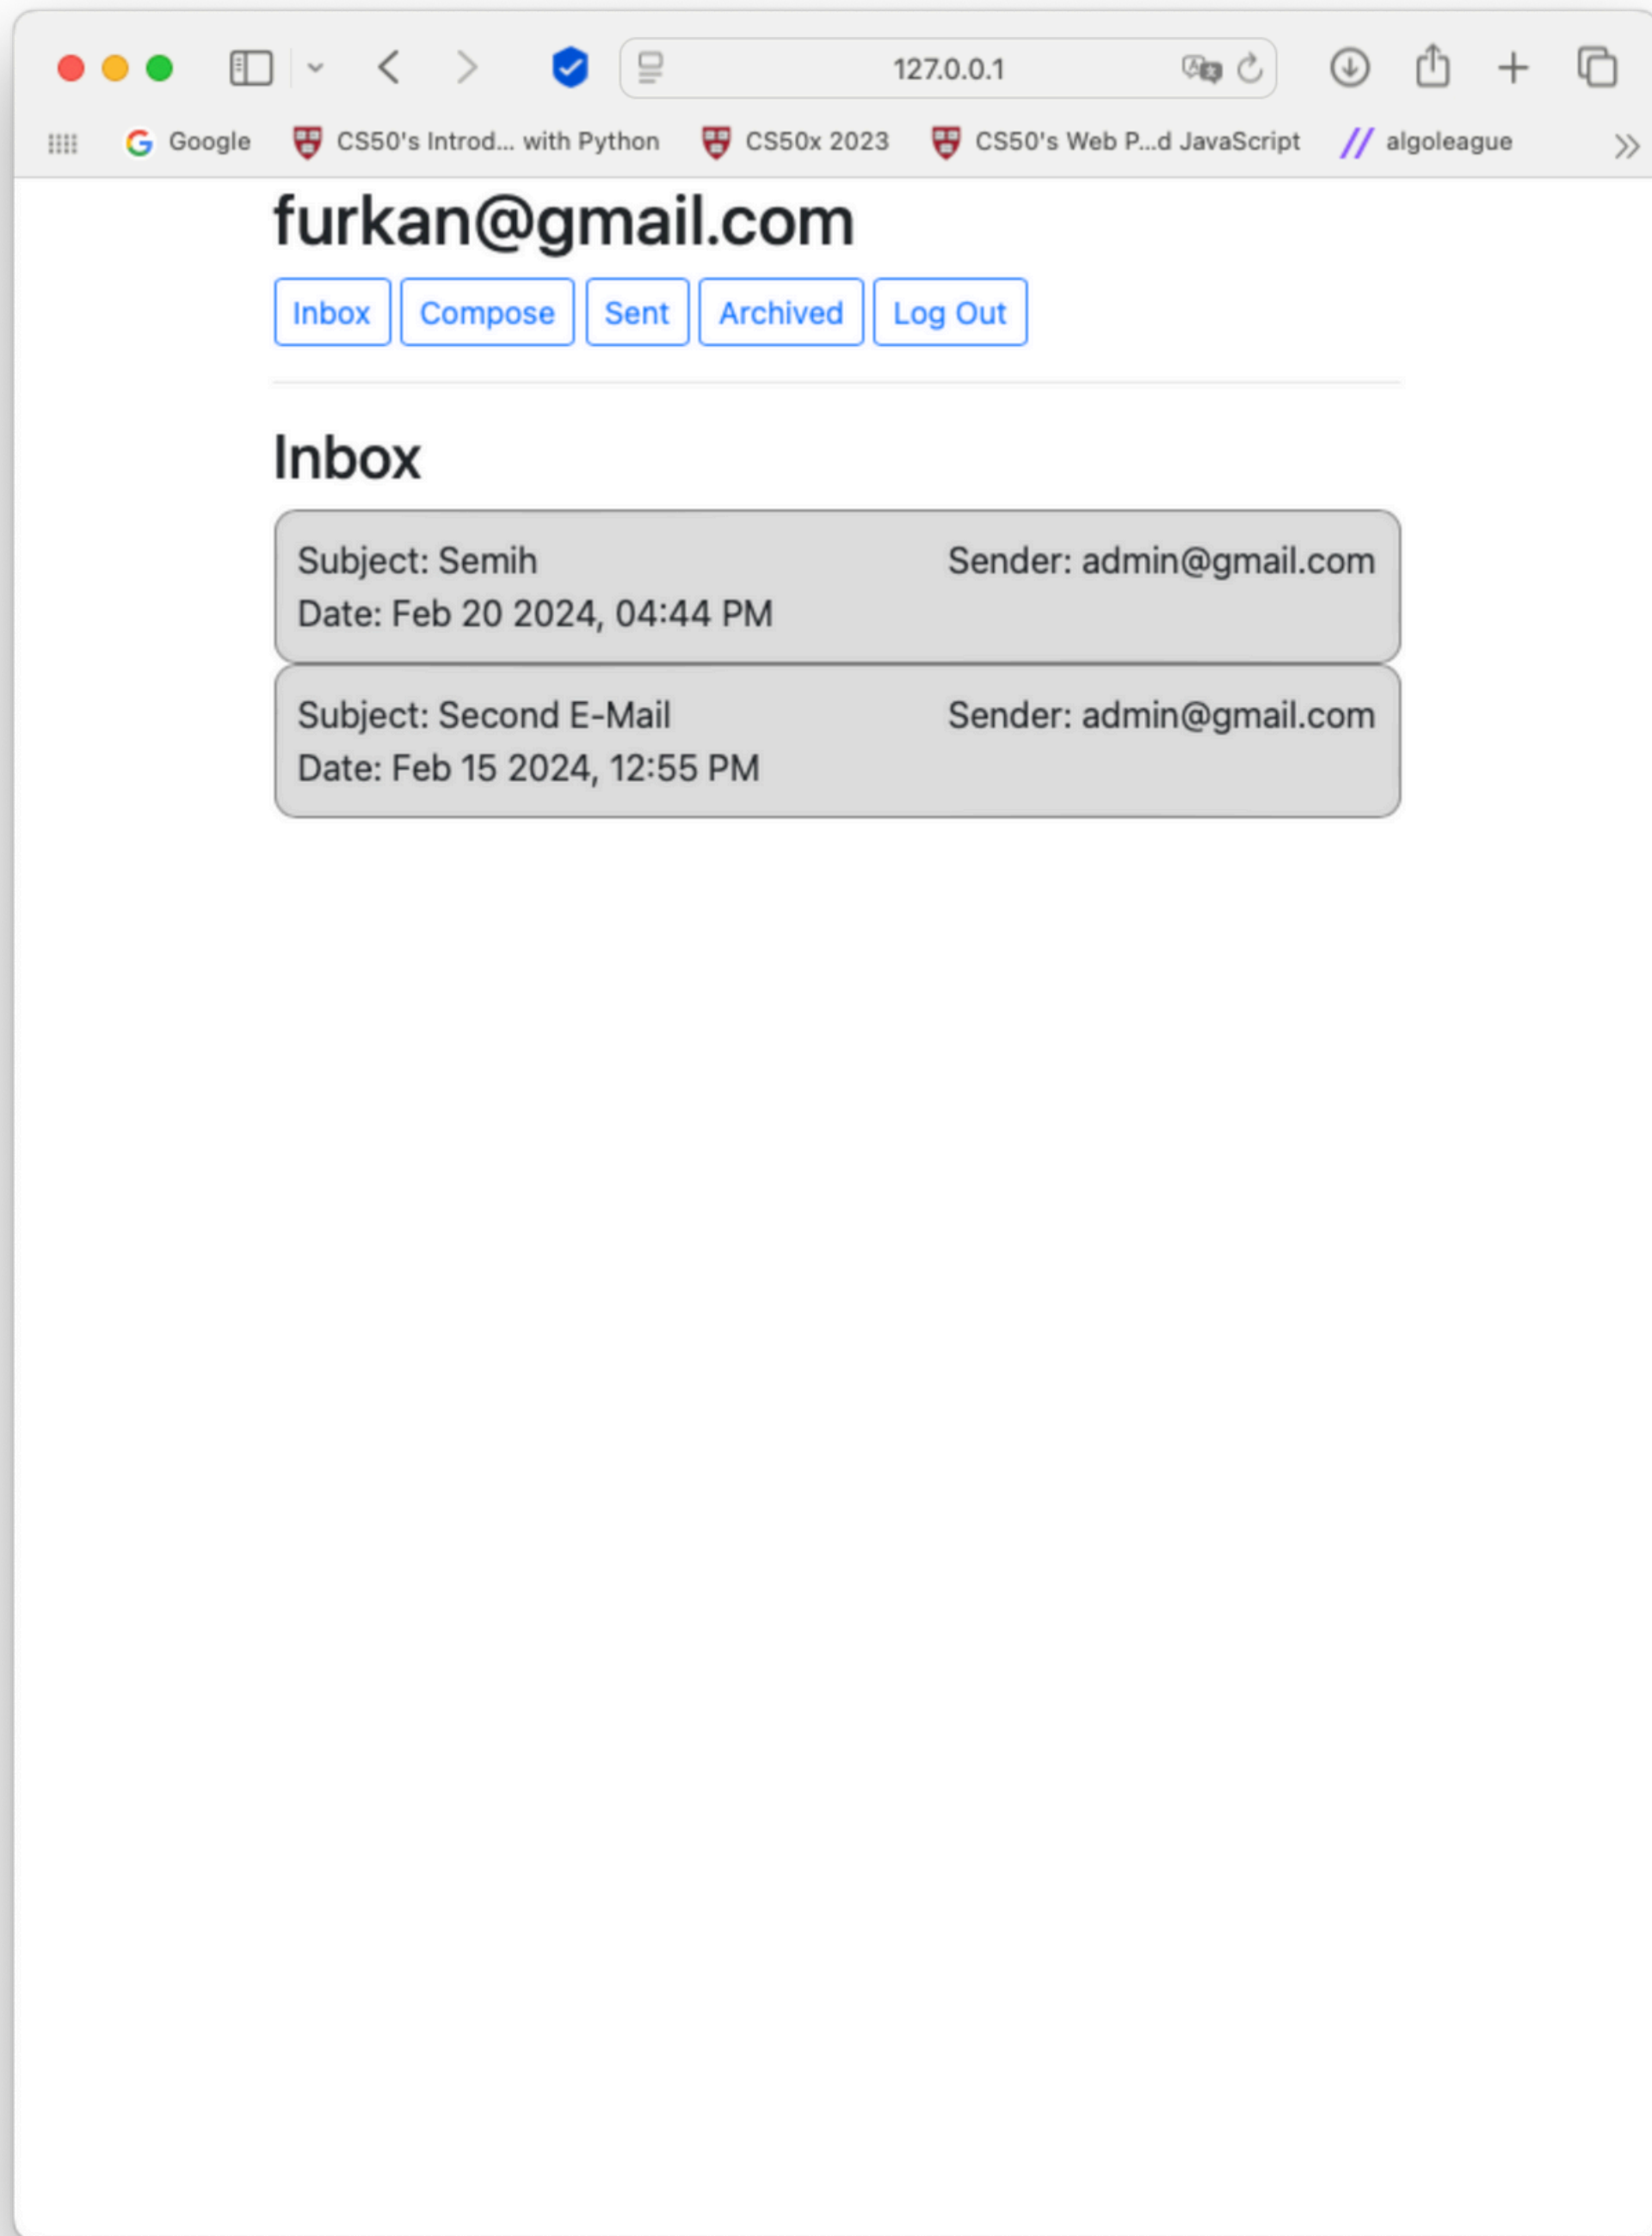 127.0.0.1
Google CS50's Introd... with Python CS50x 2023 CS50's Web P...d JavaScript algoleague
furkan@gmail.com
Inbox Compose Sent Archived Log Out
Inbox
Subject: Semih Sender: admin@gmail.com
Date: Feb 20 2024, 04:44 PM
Subject: Second E-Mail Sender: admin@gmail.com
Date: Feb 15 2024, 12:55 PM